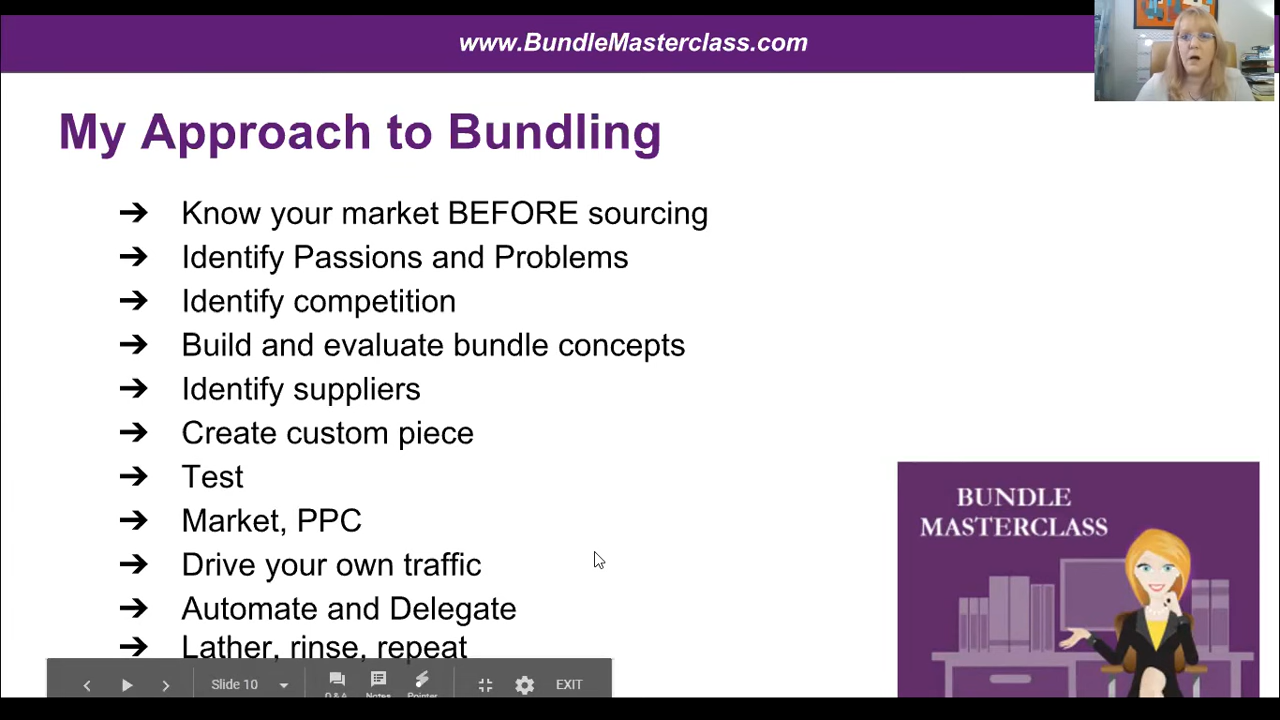 www.BundleMasterclass.com
My Approach to Bundling
➔ Know your market BEFORE sourcing
➔ Identify Passions and Problems
➔ Identify competition
➔ Build and evaluate bundle concepts
➔ Identify suppliers
➔ Create custom piece
➔ Test
➔ Market, PPC
➔ Drive your own traffic
➔ Automate and Delegate
➔ Lather, rinse, repeat
BUNDLE
MASTERCLASS
Slide 10
Q&A Notes Pointer
EXIT